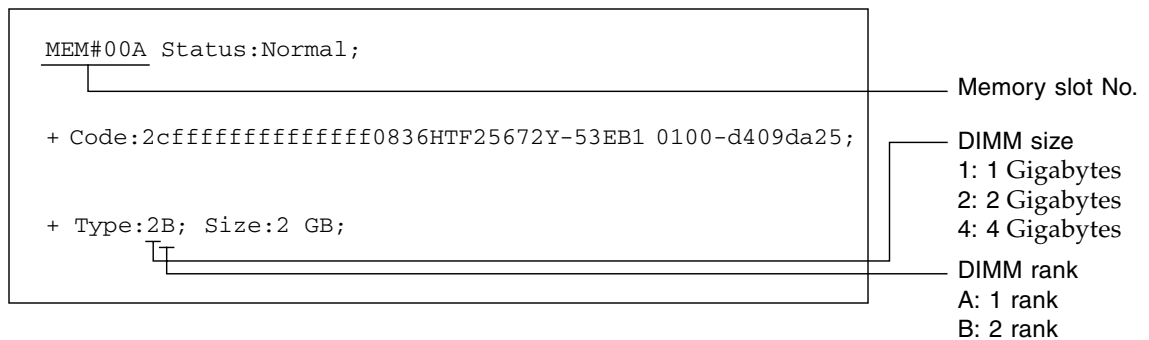 MEM#00A Status:Normal;
Memory slot No.
+ Code:2cffffffffffffff0836HTF25672Y-53EB1 0100-d409da25;
DIMM size
1: 1 Gigabytes
2: 2 Gigabytes
4: 4 Gigabytes
+ Type:2B; Size:2 GB;
DIMM rank
A: 1 rank
B: 2 rank